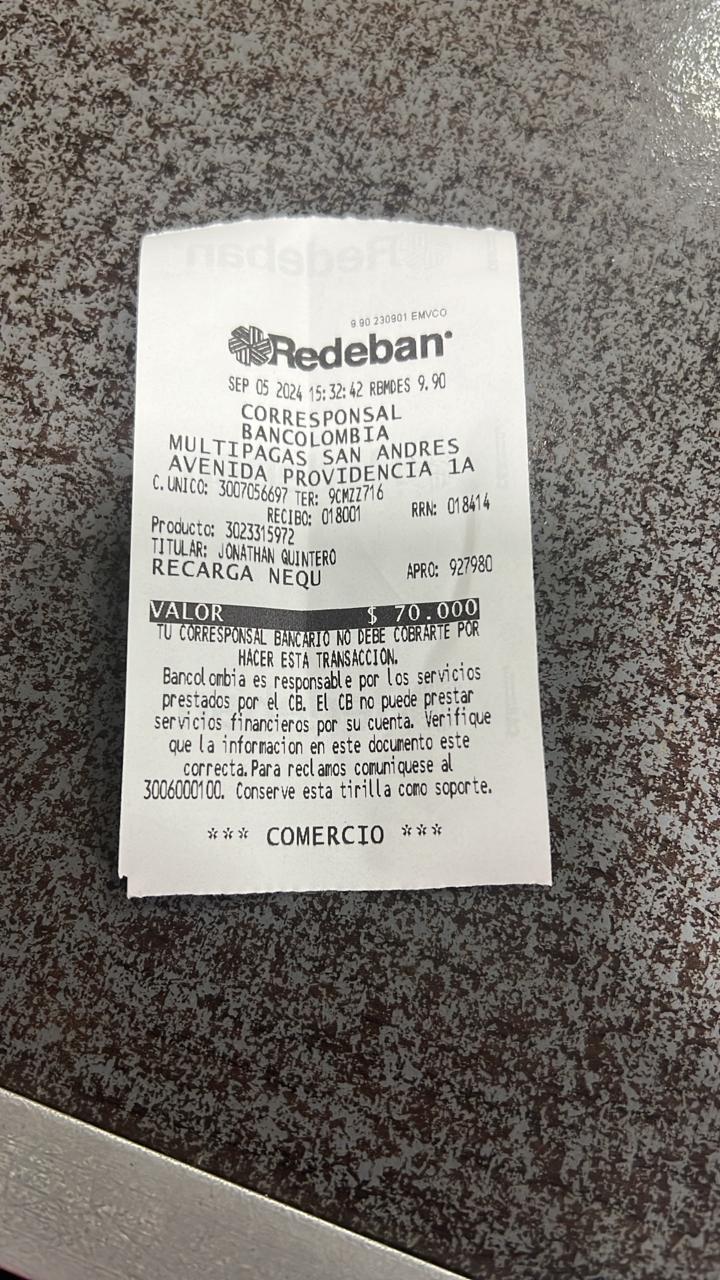 9.90 230901 EMVCO
Redeban
SEP 05 2024 15:32:42 RBMDES 9.90
CORRESPONSAL
BANCOLOMBIA
MULTIPAGAS SAN ANDRES
AVENIDA PROVIDENCIA 1A
C.UNICO: 3007056697 TER: 9CMZZ716
RECIBO: 018001 RRN: 018414
Producto: 3023315972
TITULAR: JONATHAN QUINTERO
RECARGA NEQU APRO: 927980
VALOR $ 70.000
TU CORRESPONSAL BANCARIO NO DEBE COBRARTE POR
HACER ESTA TRANSACCION.
Bancolombia es responsable por los servicios
prestados por el CB. El CB no puede prestar
servicios financieros por su cuenta. Verifique
que la informacion en este documento este
correcta.Para reclamos comuniquese al
3006000100. Conserve esta tirilla como soporte.
*** COMERCIO ***